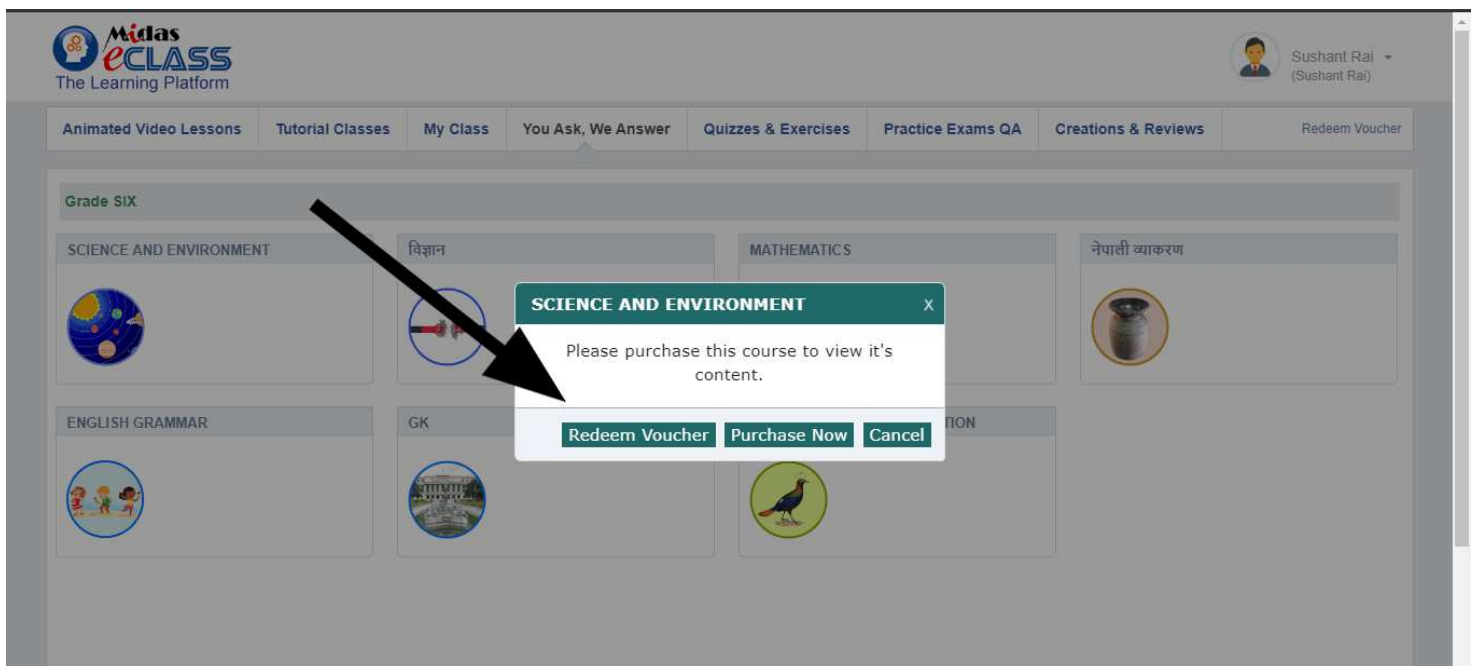 Midas
eCLASS
The Learning Platform
Sushant Rai
(Sushant Rai)
Animated Video Lessons Tutorial Classes My Class You Ask, We Answer Quizzes & Exercises Practice Exams QA Creations & Reviews Redeem Voucher
Grade SIX
SCIENCE AND ENVIRONMENT विज्ञान MATHEMATICS नेपाली व्याकरण
SCIENCE AND ENVIRONMENT X
Please purchase this course to view it's
content.
Redeem Voucher Purchase Now Cancel
ENGLISH GRAMMAR GK